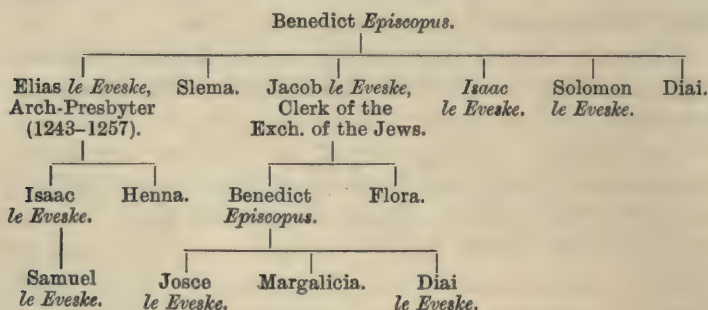 Benedict Episcopus.
Elias le Eveske, Slema. Jacob le Eveske, Isaac Solomon Diai.
Arch-Presbyter Clerk of the le Eveske. le Eveske.
(1243–1257). Exch. of the Jews.
Isaac Henna. Benedict Flora.
le Eveske. Episcopus.
Samuel Josce Margalicia. Diai
le Eveske. le Eveske. le Eveske.